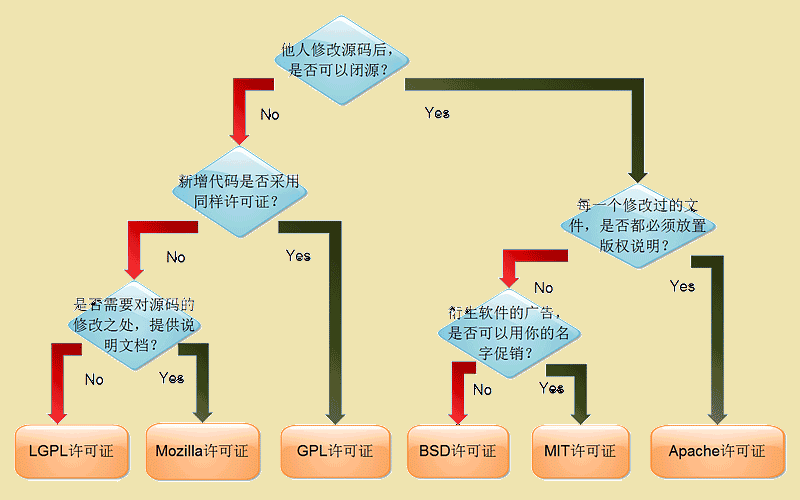 他人修改源码后，
是否可以闭源？
No
Yes
新增代码是否采用
同样许可证？
每一个修改过的文
件，是否都必须放置
版权说明？
No
Yes
No
Yes
是否需要对源码的
修改之处，提供说
明文档？
衍生软件的广告，
是否可以用你的名
字促销？
No
Yes
No
Yes
LGPL许可证
Mozilla许可证
GPL许可证
BSD许可证
MIT许可证
Apache许可证